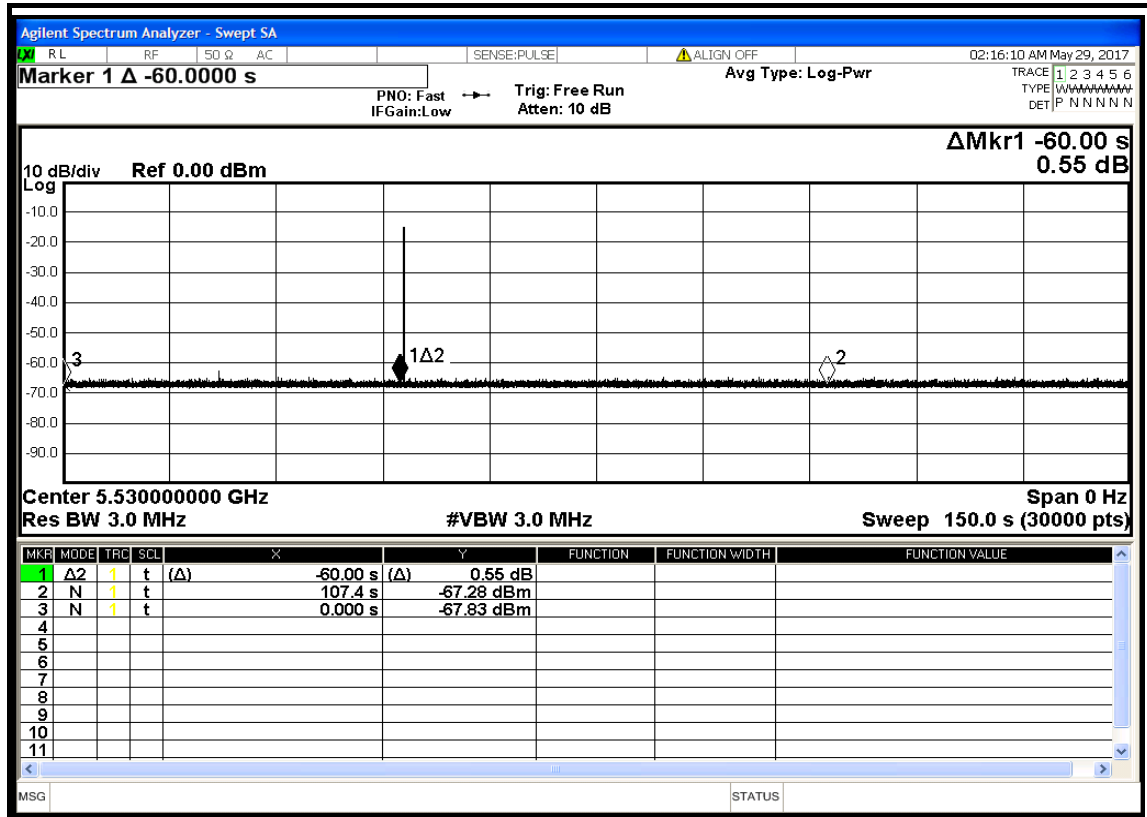 Agilent Spectrum Analyzer - Swept SA
LXI RL RF 50 Ω AC SENSE:PULSE ALIGN OFF 02:16:10 AM May 29, 2017
Marker 1 Δ -60.0000 s
Avg Type: Log-Pwr
TRACE 1 2 3 4 5 6
PNO: Fast Trig: Free Run
TYPE
IFGain:Low Atten: 10 dB
DET P N N N N N
ΔMkr1 -60.00 s
10 dB/div Ref 0.00 dBm 0.55 dB
Log
-10.0
-20.0
-30.0
-40.0
-50.0
-60.0 3 1Δ2 2
-70.0
-80.0
-90.0
Center 5.530000000 GHz Span 0 Hz
Res BW 3.0 MHz #VBW 3.0 MHz Sweep 150.0 s (30000 pts)
MKR MODE TRC SCL X Y FUNCTION FUNCTION WIDTH FUNCTION VALUE
1 Δ2 1 t (Δ) -60.00 s (Δ) 0.55 dB
2 N 1 t 107.4 s -67.28 dBm
3 N 1 t 0.000 s -67.83 dBm
4
5
6
7
8
9
10
11
MSG STATUS